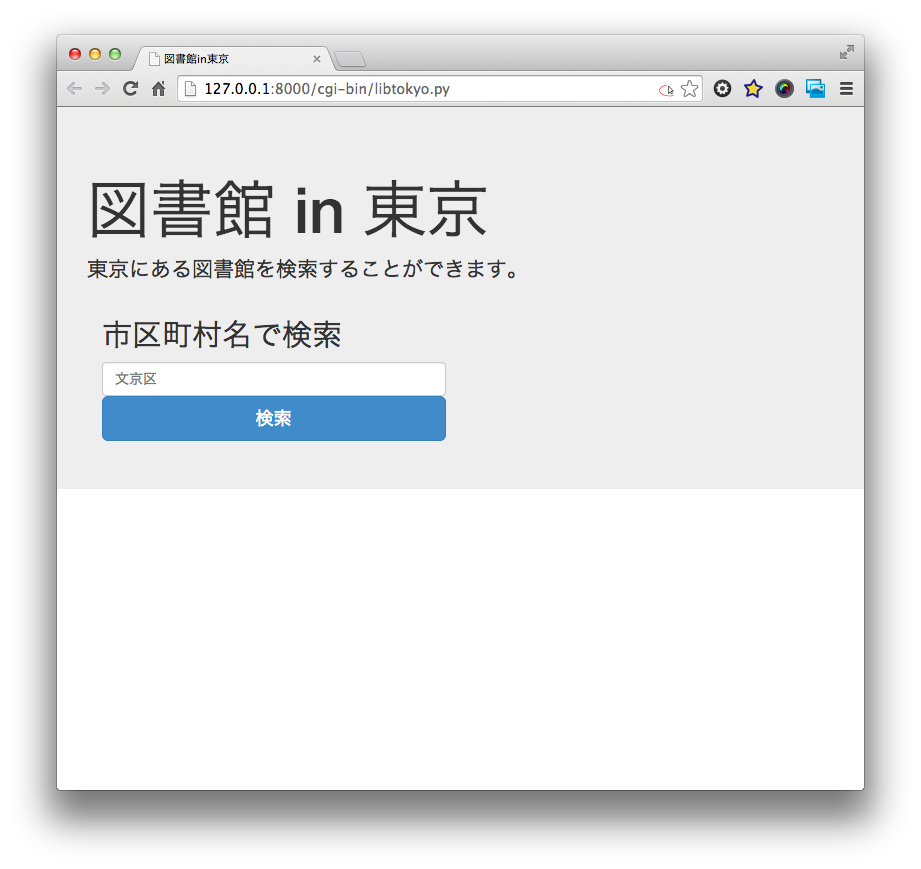 図書館in東京
127.0.0.1:8000/cgi-bin/libtokyo.py
図書館 in 東京
東京にある図書館を検索することができます。
市区町村名で検索
文京区
検索